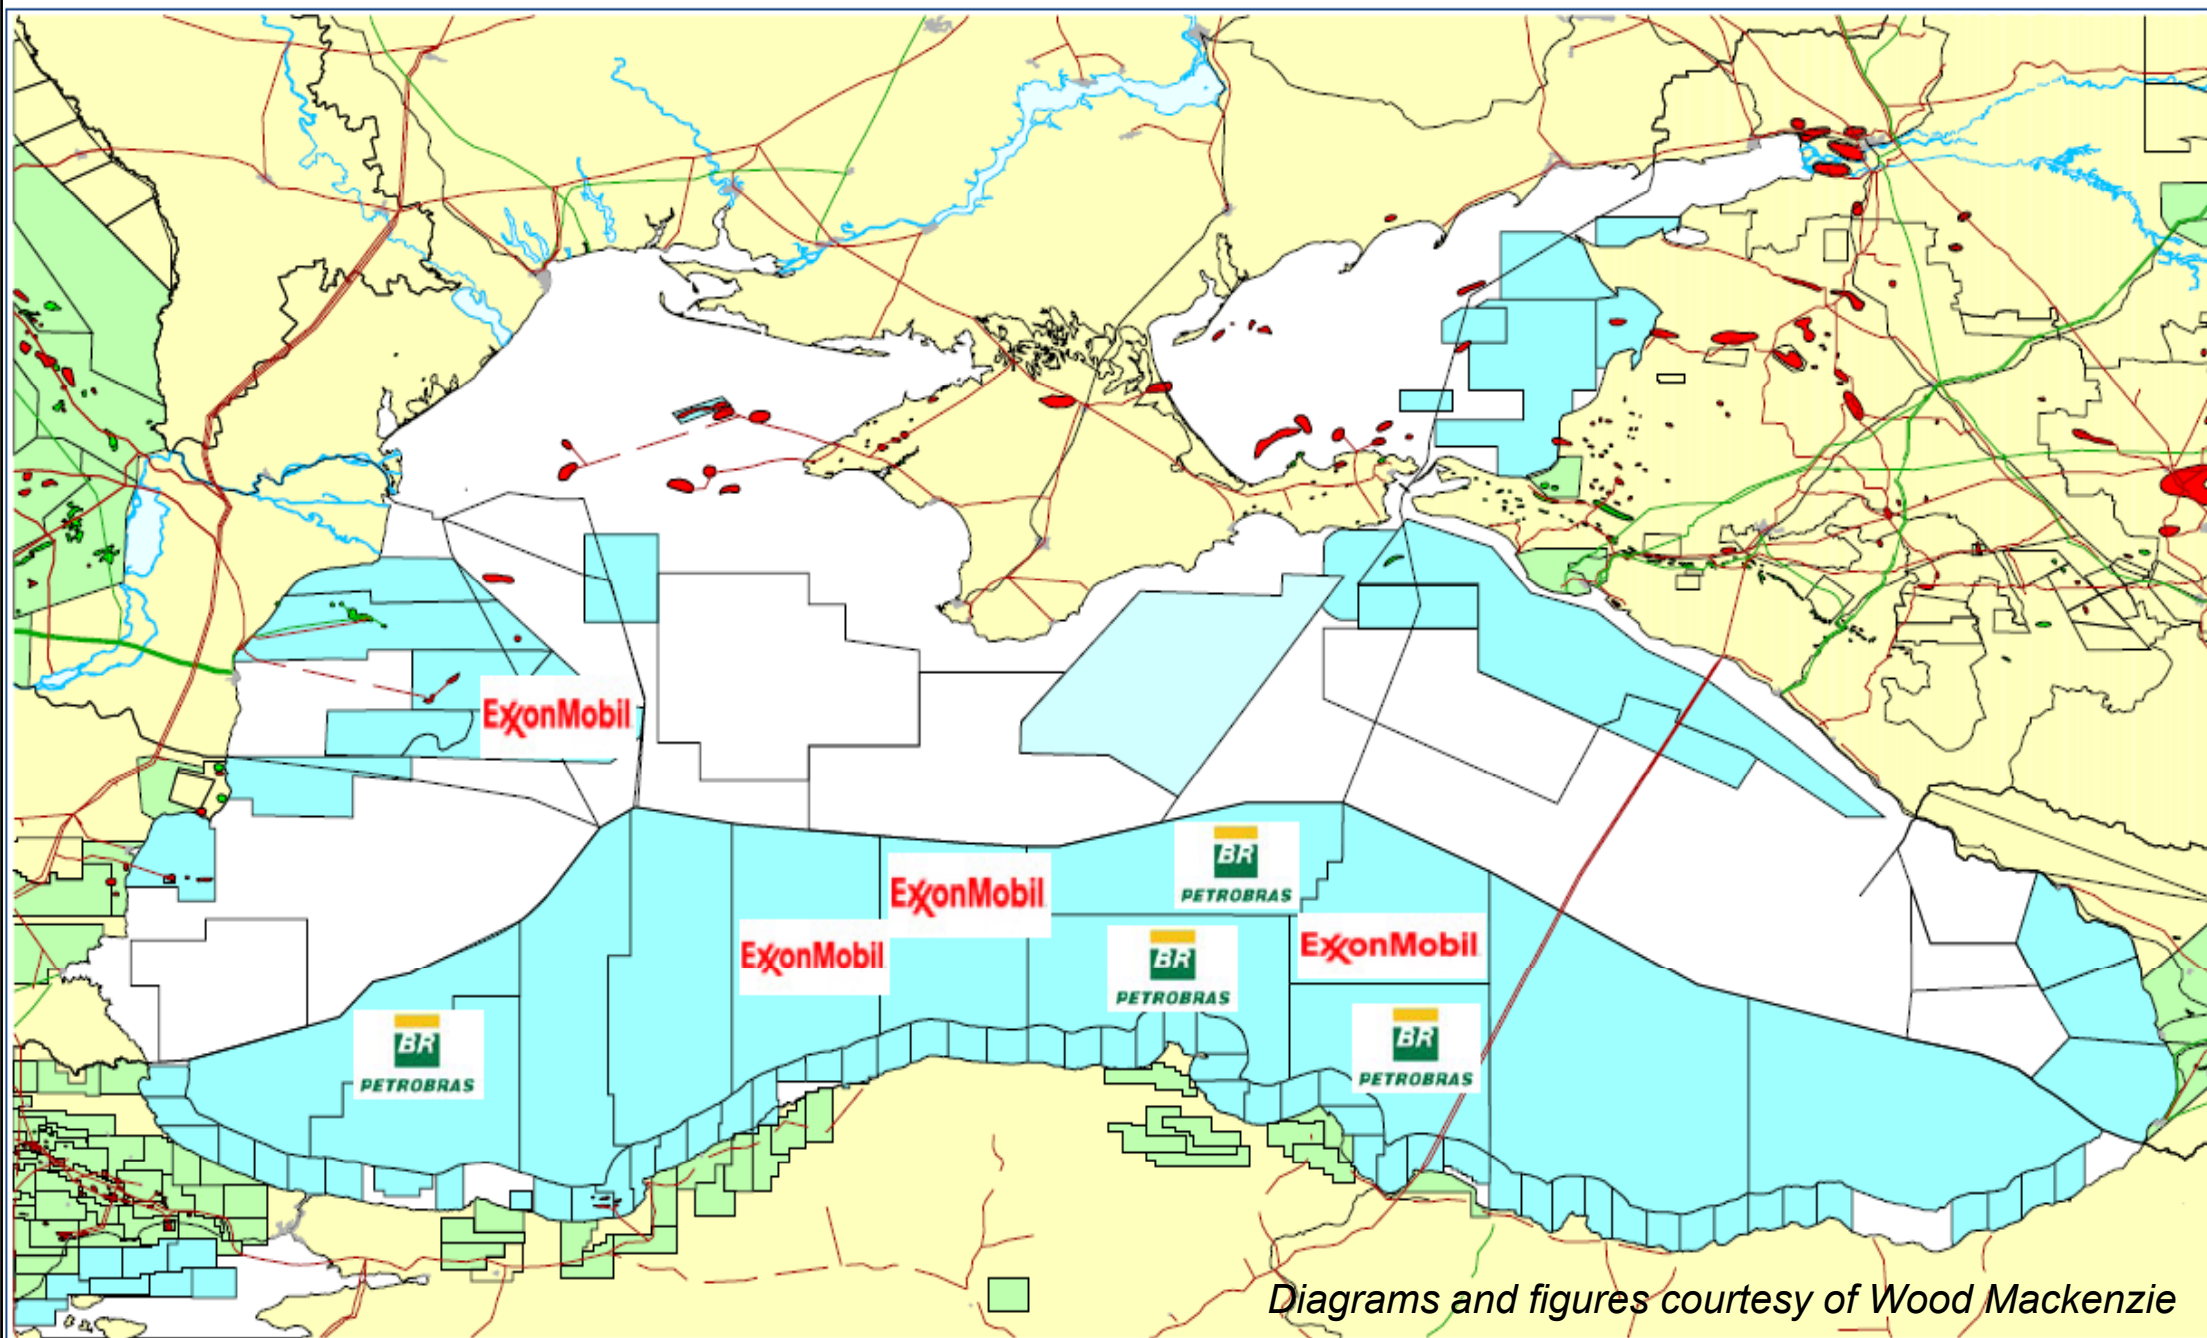 ExxonMobil
BR
PETROBRAS
ExxonMobil
ExxonMobil
BR
PETROBRAS
ExxonMobil
BR
PETROBRAS
BR
PETROBRAS
Diagrams and figures courtesy of Wood Mackenzie